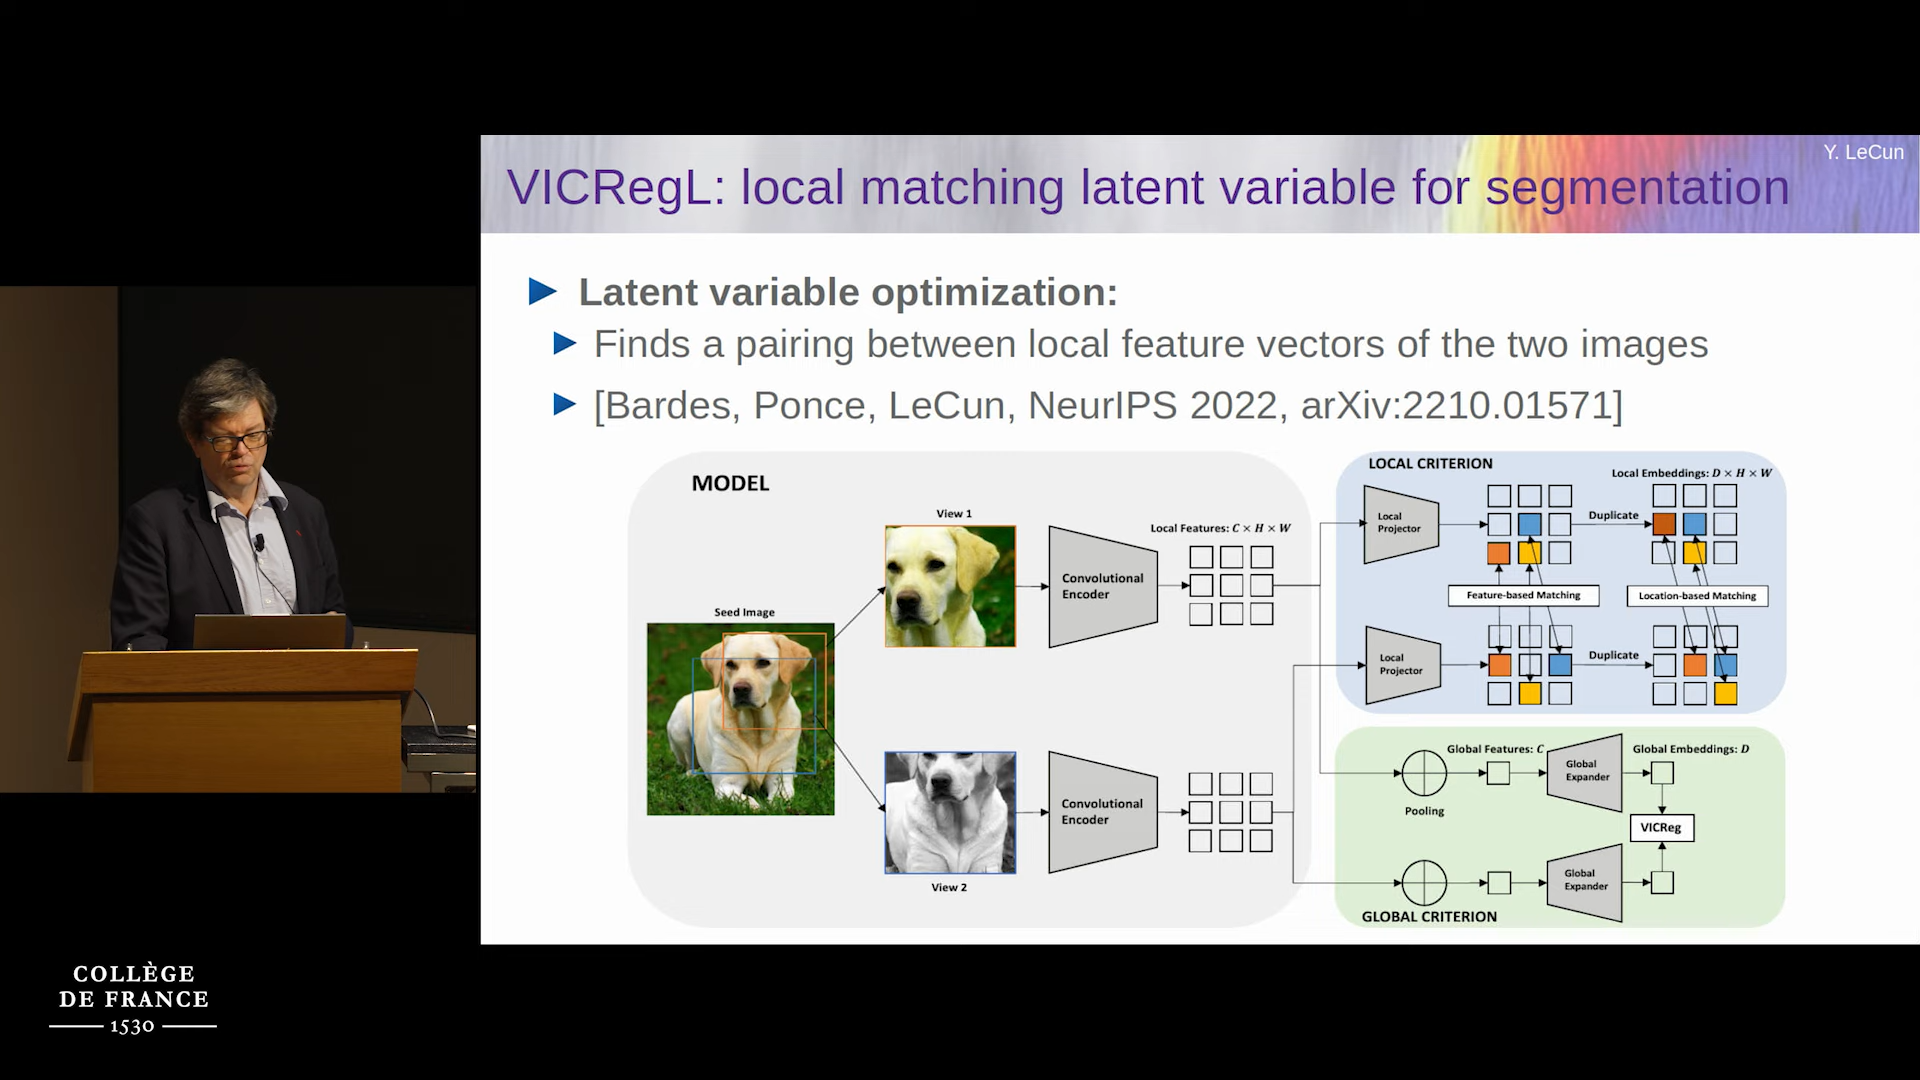 Y. LeCun
VICRegL: local matching latent variable for segmentation
Latent variable optimization:
Finds a pairing between local feature vectors of the two images
[Bardes, Ponce, LeCun, NeurIPS 2022, arXiv:2210.01571]
MODEL
Seed Image
View 1
View 2
Convolutional
Encoder
Convolutional
Encoder
Local Features: C × H × W
LOCAL CRITERION
Local Embeddings: D × H × W
Local
Projector
Duplicate
Feature-based Matching
Location-based Matching
Local
Projector
Duplicate
Global Features: C
Global
Expander
Global Embeddings: D
Pooling
VICReg
Global
Expander
GLOBAL CRITERION
COLLÈGE
DE FRANCE
1530